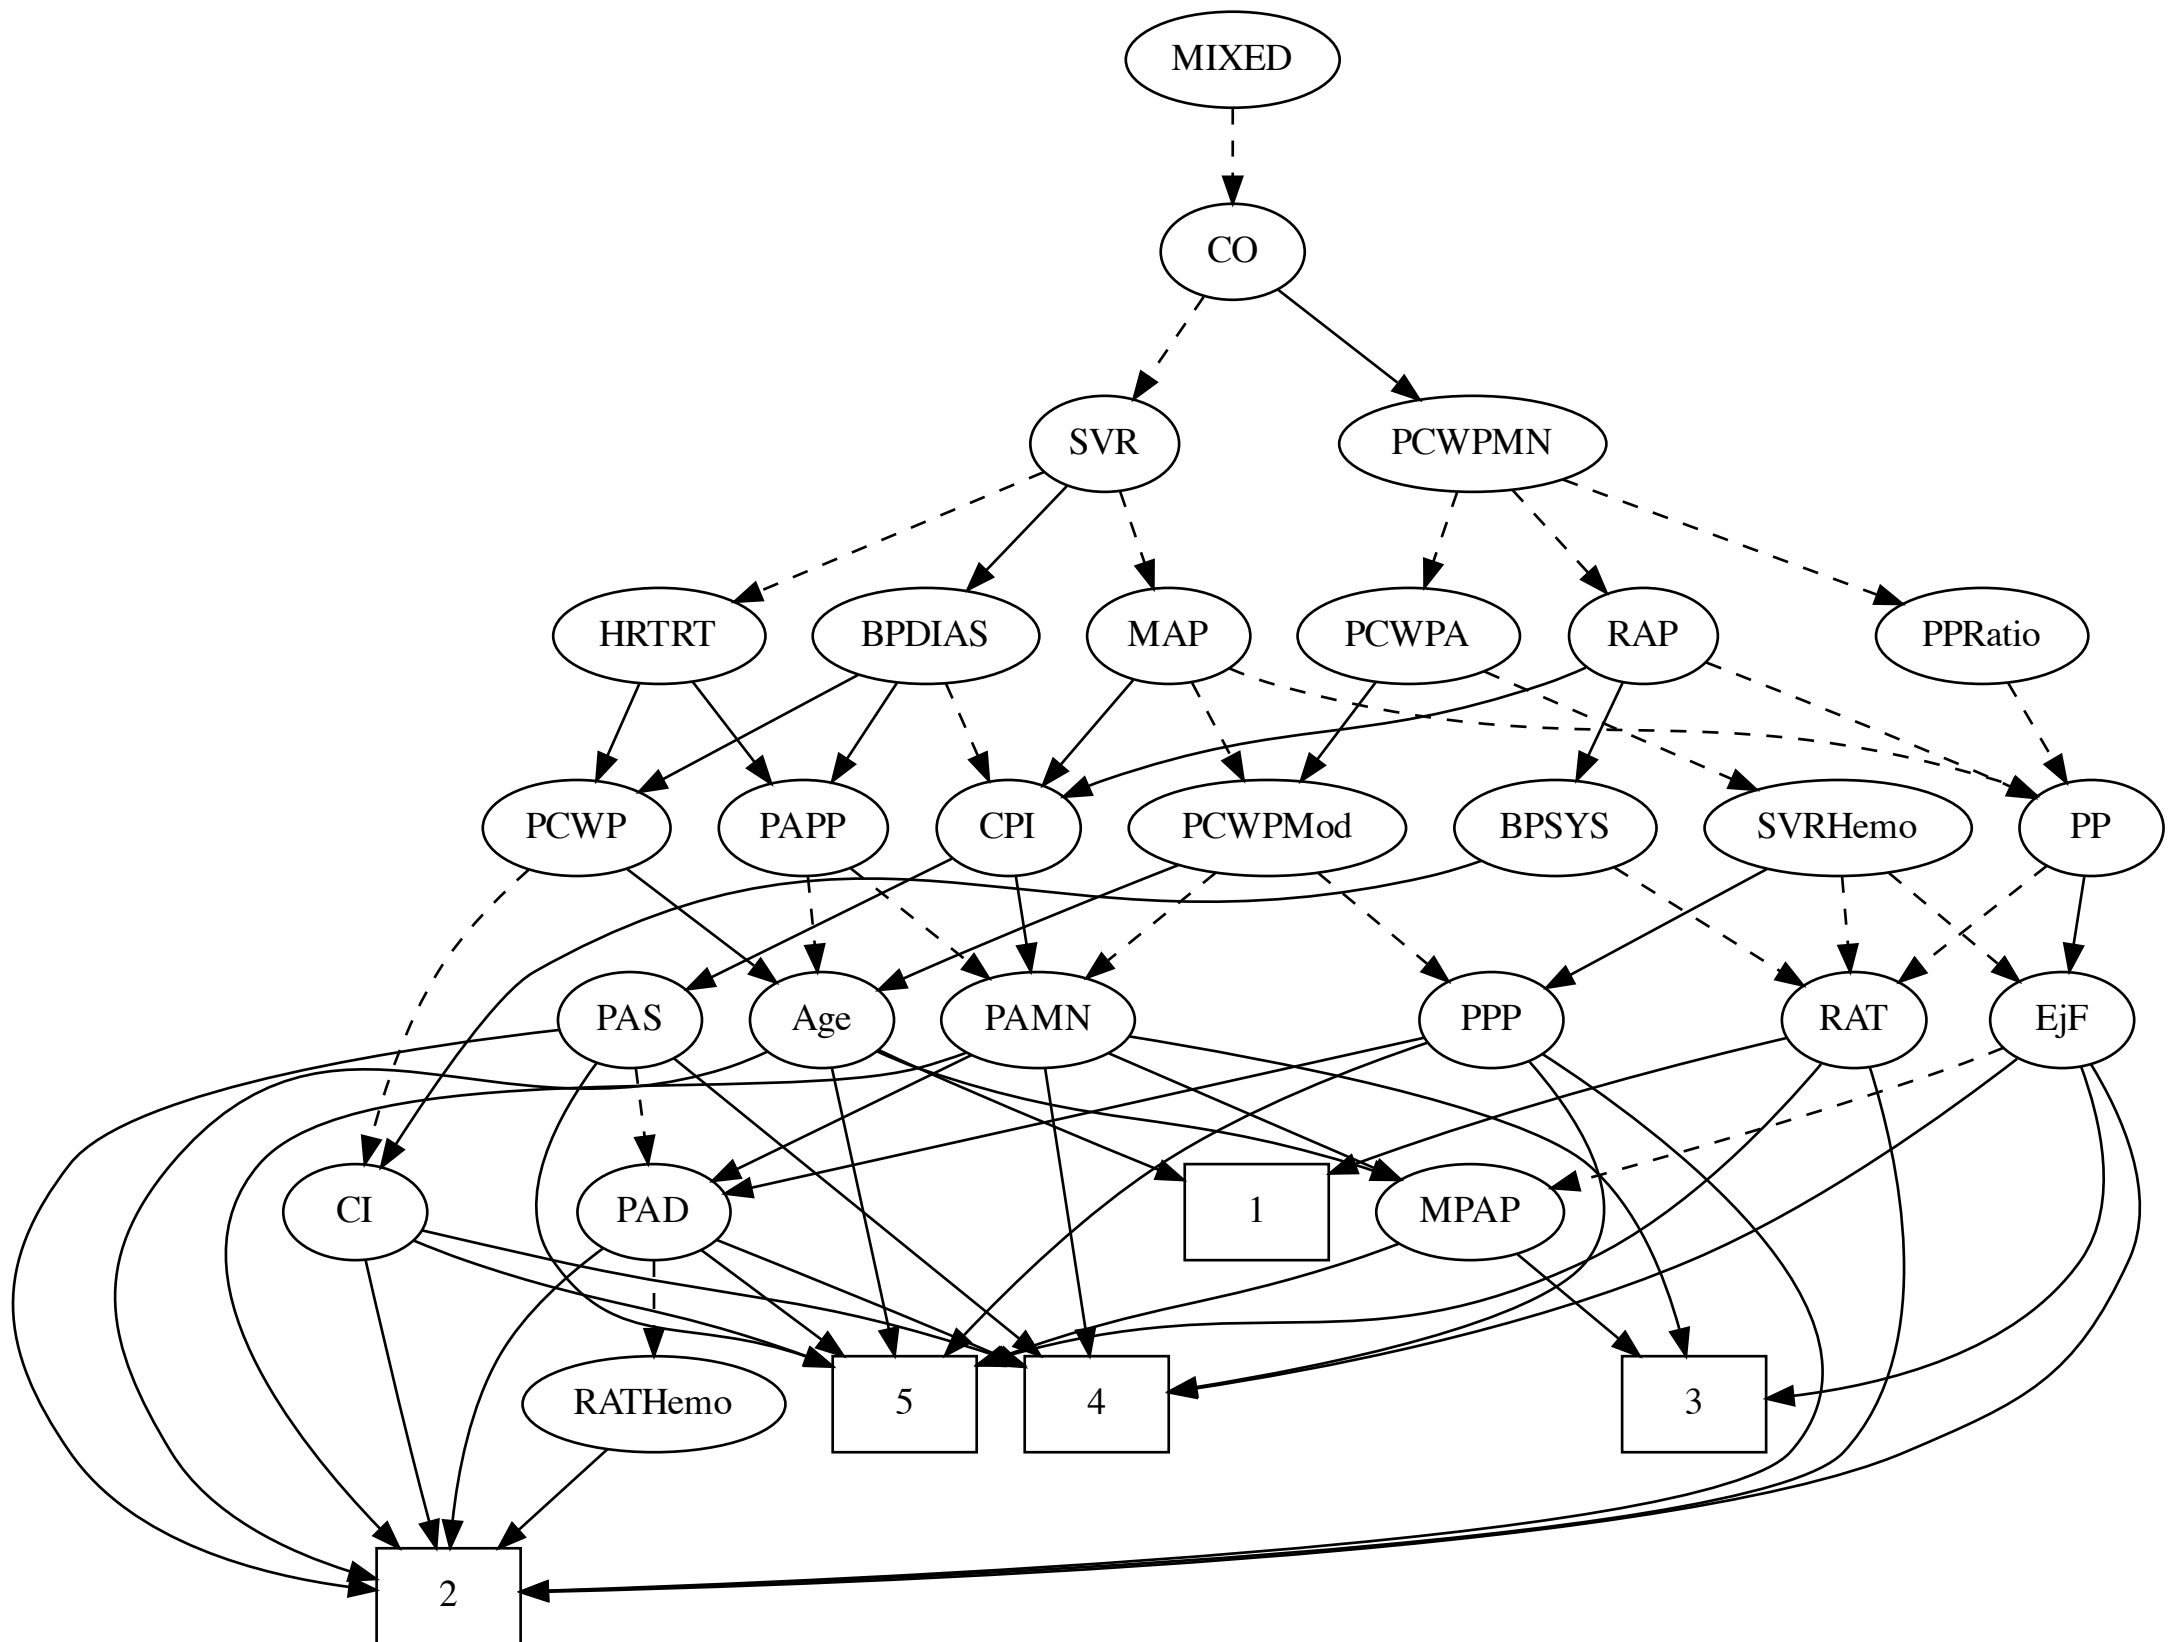 MIXED
CO
SVR
PCWPMN
HRTRT
BPDIAS
MAP
PCWPA
RAP
PPRatio
PCWP
PAPP
CPI
PCWPMod
BPSYS
SVRHemo
PP
PAS
Age
PAMN
PPP
RAT
EjF
CI
PAD
1
MPAP
RATHemo
5
4
3
2